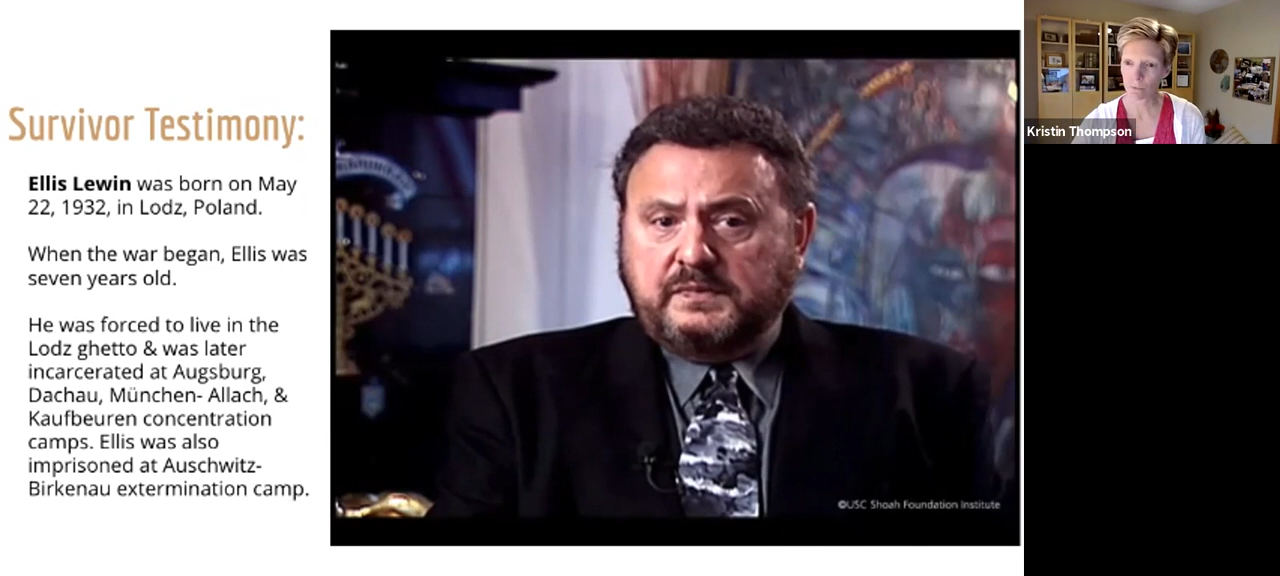 Survivor Testimony:
Ellis Lewin was born on May
22, 1932, in Lodz, Poland.
When the war began, Ellis was
seven years old.
He was forced to live in the
Lodz ghetto & was later
incarcerated at Augsburg,
Dachau, München- Allach, &
Kaufbeuren concentration
camps. Ellis was also
imprisoned at Auschwitz-
Birkenau extermination camp.
©USC Shoah Foundation Institute
Kristin Thompson